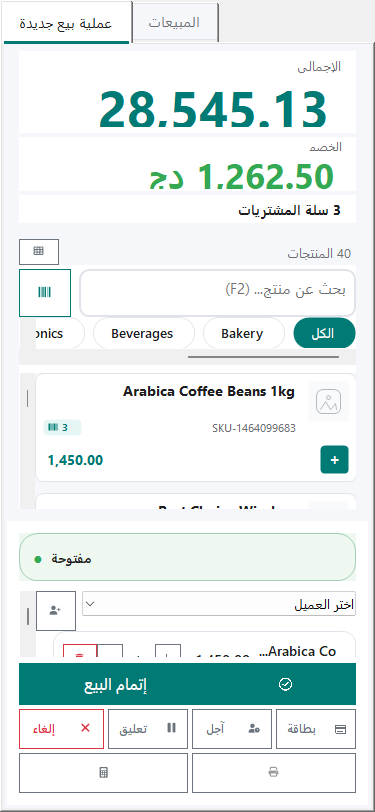 عملية بيع جديدة
المبيعات
الإجمالي
28,545.13
الخصم
1,262.50 دج
3 سلة المشتريات
40 المنتجات
بحث عن منتج... (F2)
الكل
Bakery
Beverages
onics
Arabica Coffee Beans 1kg
SKU-1464099683
3
1,450.00
+
مفتوحة
اختر العميل
Arabica Co...
إتمام البيع
بطاقة
آجل
تعليق
إلغاء